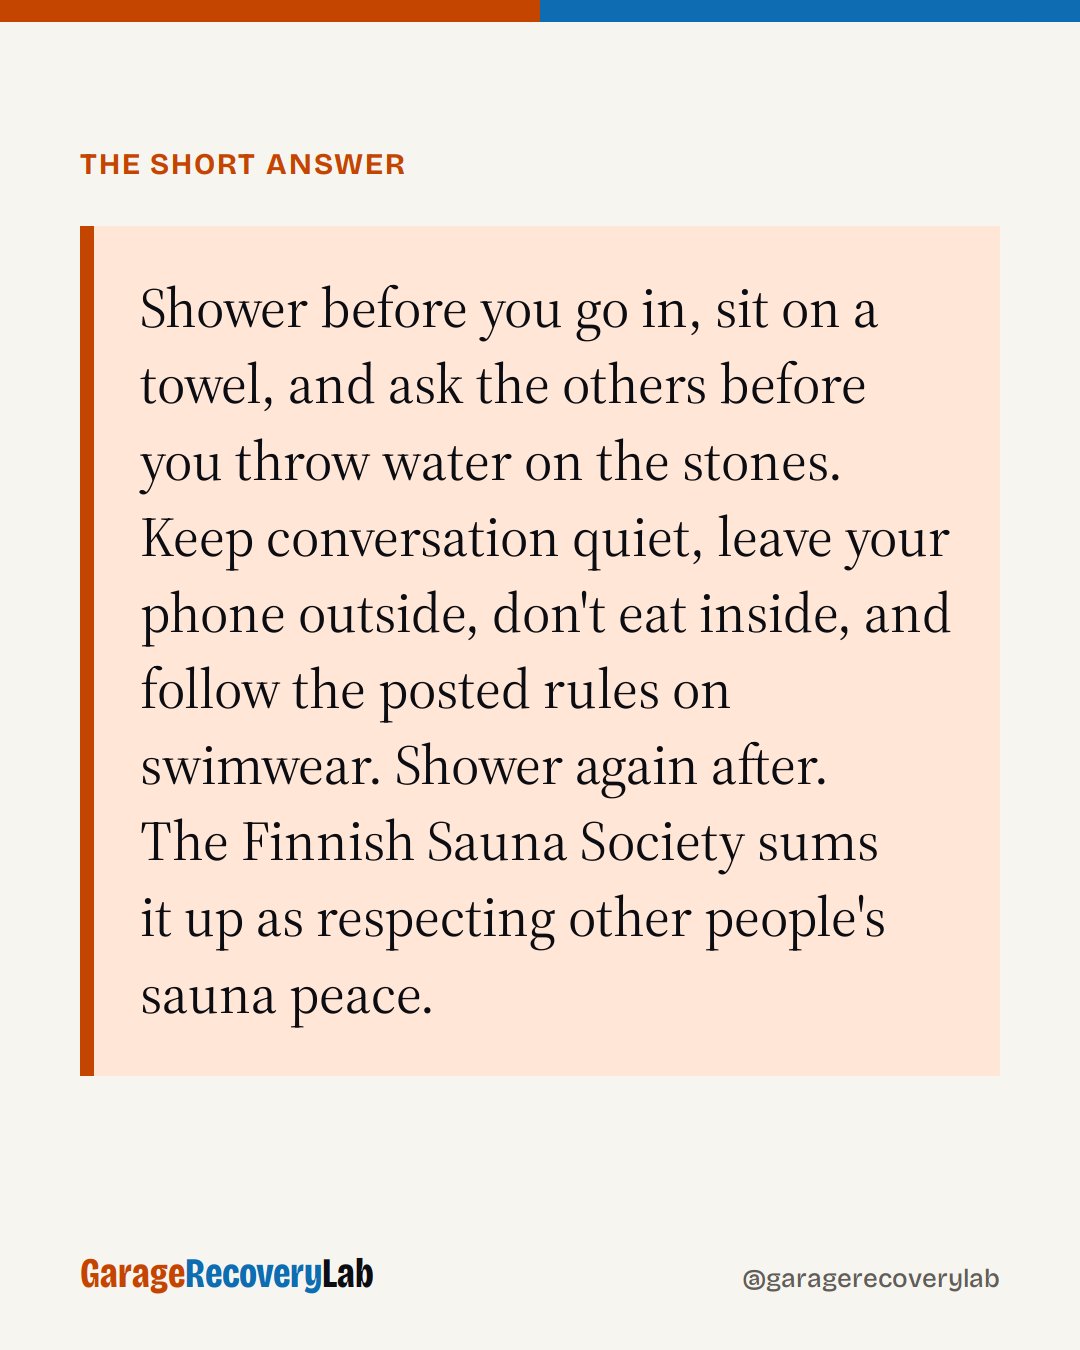 THE SHORT ANSWER
Shower before you go in, sit on a
towel, and ask the others before
you throw water on the stones.
Keep conversation quiet, leave your
phone outside, don't eat inside, and
follow the posted rules on
swimwear. Shower again after.
The Finnish Sauna Society sums
it up as respecting other people's
sauna peace.
GarageRecoveryLab
@garagerecoverylab